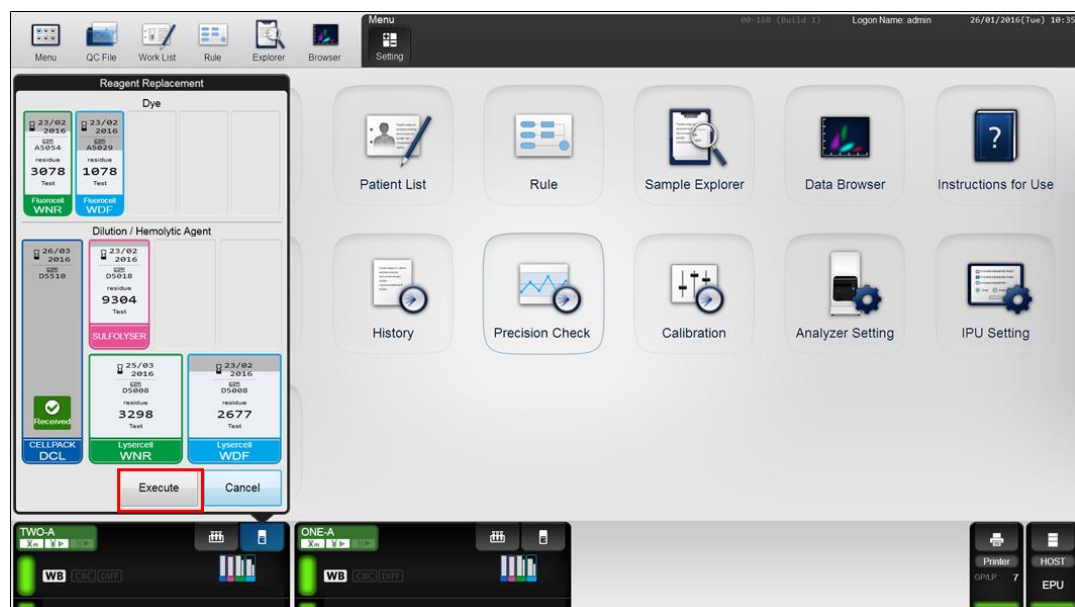 Menu
00-168 (Build 1)
Logon Name: admin
26/01/2016(Tue) 10:35
Menu
QC File
Work List
Rule
Explorer
Browser
Setting
Reagent Replacement
Dye
23/02
2016
A5054
residue
3078
Test
Fluorocell
WNR
23/02
2016
A5029
residue
1078
Test
Fluorocell
WDF
Dilution / Hemolytic Agent
26/03
2016
D5510
Received
CELLPACK
DCL
23/02
2016
D5018
residue
9304
Test
SULFOLYSER
25/03
2016
D5008
residue
3298
Test
Lysercell
WNR
23/02
2016
D5008
residue
2677
Test
Lysercell
WDF
Execute
Cancel
Patient List
Rule
Sample Explorer
Data Browser
Instructions for Use
History
Precision Check
Calibration
Analyzer Setting
IPU Setting
TWO-A
WB
CBC
DIFF
ONE-A
WB
CBC
DIFF
Printer
GP/LP 7
HOST
EPU